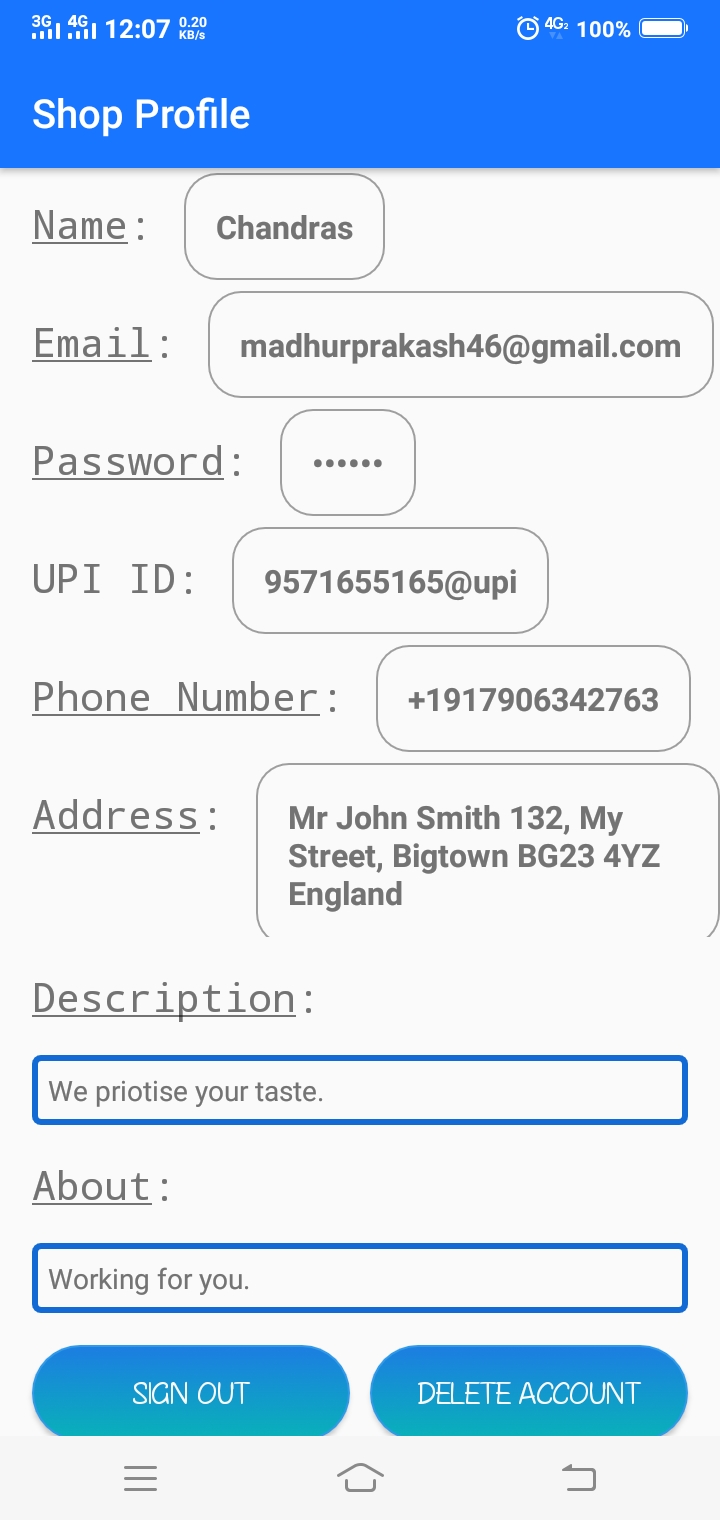 3G 4G 12:07 0.20 KB/s 4G2 100%
Shop Profile
Name: Chandras
Email: madhurprakash46@gmail.com
Password: ••••••
UPI ID: 9571655165@upi
Phone Number: +1917906342763
Address: Mr John Smith 132, My
Street, Bigtown BG23 4YZ
England
Description:
We priotise your taste.
About:
Working for you.
SIGN OUT DELETE ACCOUNT